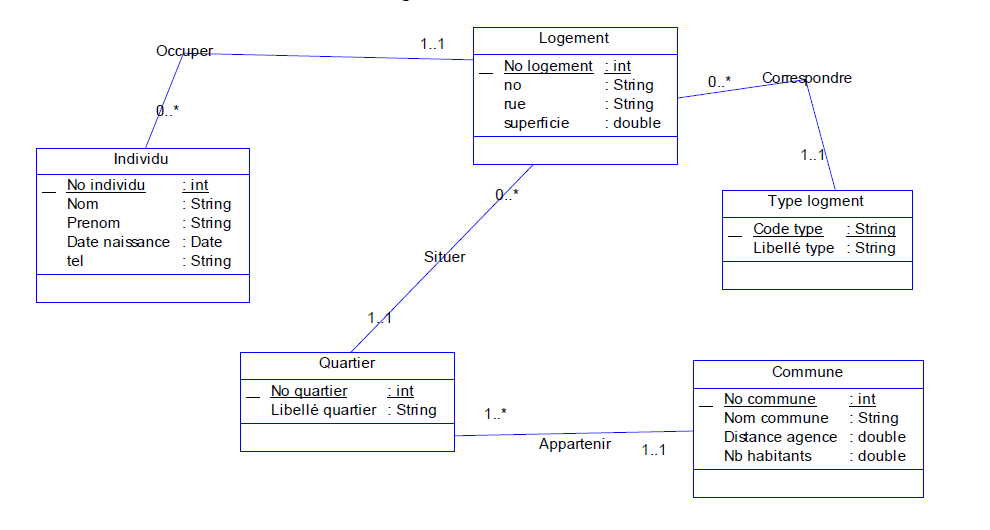 Occuper
1..1
0..*
Logement
No logement : int
no : String
rue : String
superficie : double
0..*
Correspondre
1..1
Individu
No individu : int
Nom : String
Prenom : String
Date naissance : Date
tel : String
Type logment
Code type : String
Libellé type : String
0..*
Situer
1..1
Quartier
No quartier : int
Libellé quartier : String
1..*
Appartenir
1..1
Commune
No commune : int
Nom commune : String
Distance agence : double
Nb habitants : double